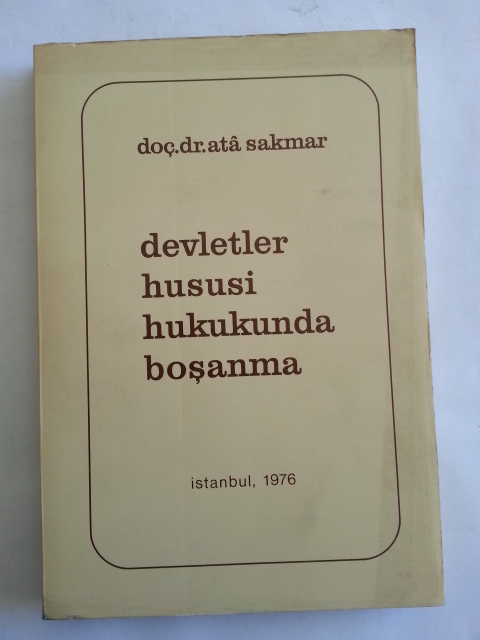 doç.dr.atâ sakmar
devletler
hususi
hukukunda
boşanma
istanbul, 1976